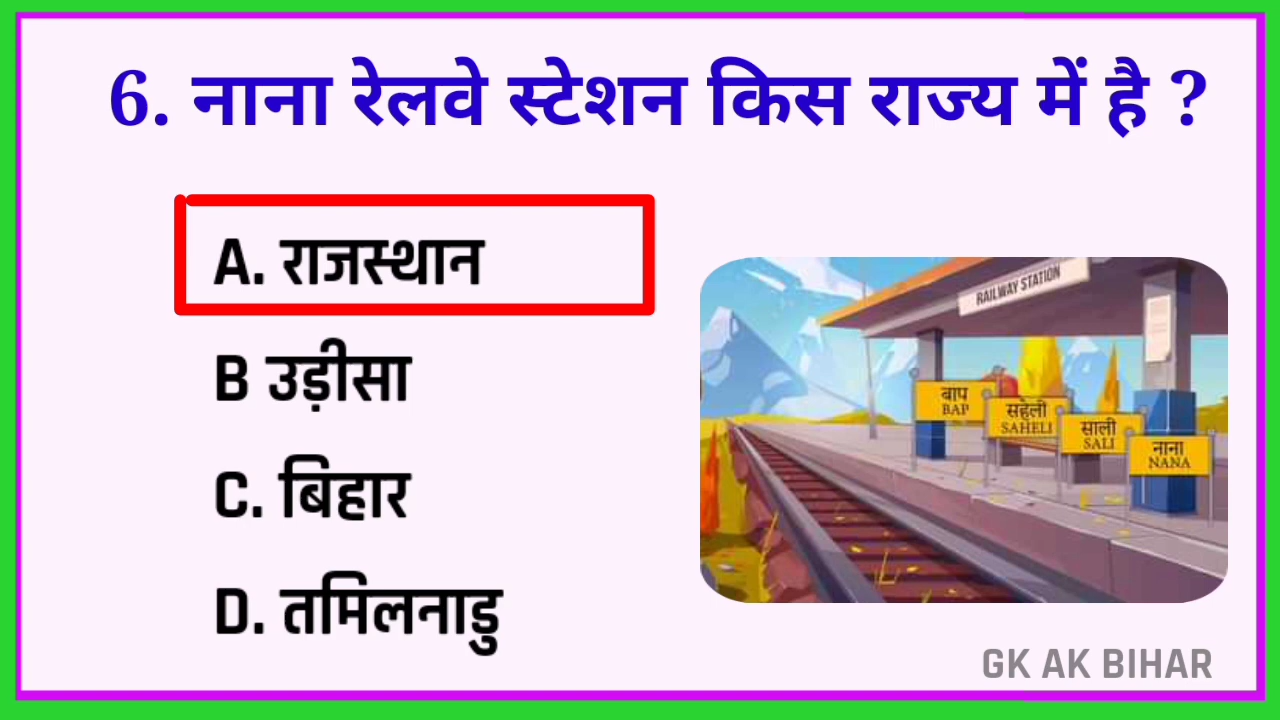 6. नाना रेलवे स्टेशन किस राज्य में है ?
A. राजस्थान
B उड़ीसा
C. बिहार
D. तमिलनाडु
RAILWAY STATION
बाप
BAP
सहेली
SAHELI
साली
SALI
नाना
NANA
GK AK BIHAR